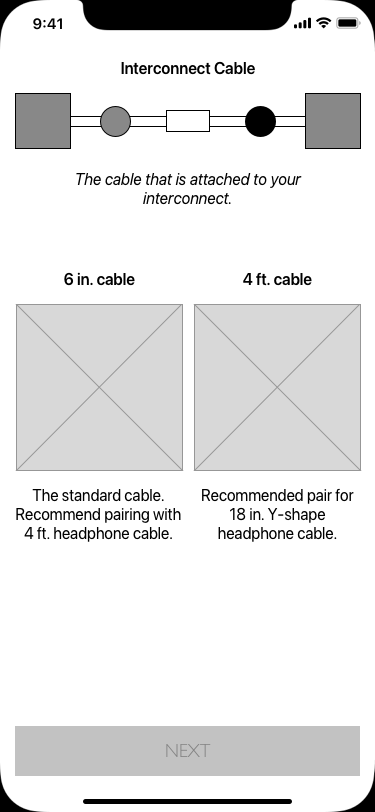 9:41
Interconnect Cable
The cable that is attached to your
interconnect.
6 in. cable
4 ft. cable
The standard cable.
Recommend pairing with
4 ft. headphone cable.
Recommended pair for
18 in. Y-shape
headphone cable.
NEXT